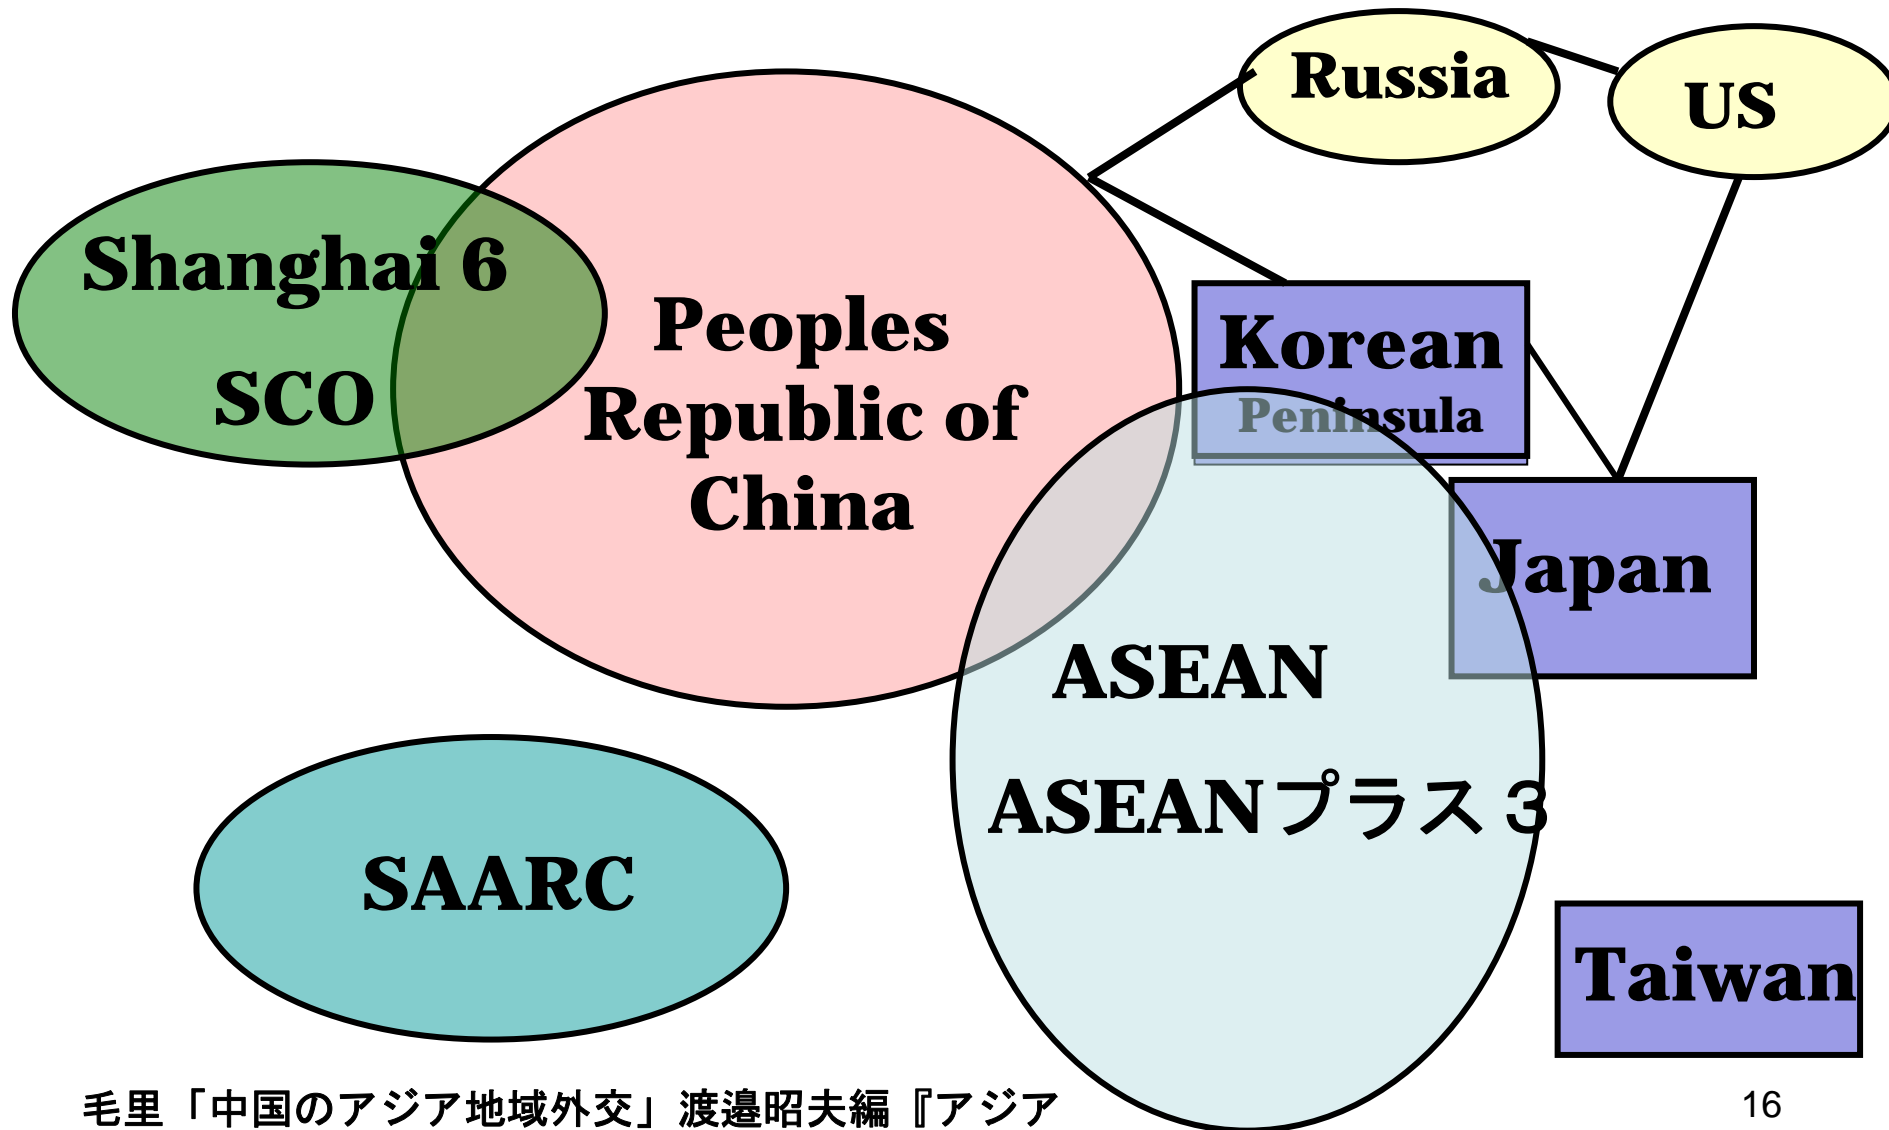 Russia
US
Shanghai 6
SCO
Peoples
Republic of
China
Korean
Peninsula
Japan
ASEAN
ASEANプラス３
SAARC
Taiwan
毛里「中国のアジア地域外交」渡邉昭夫編『アジア
16